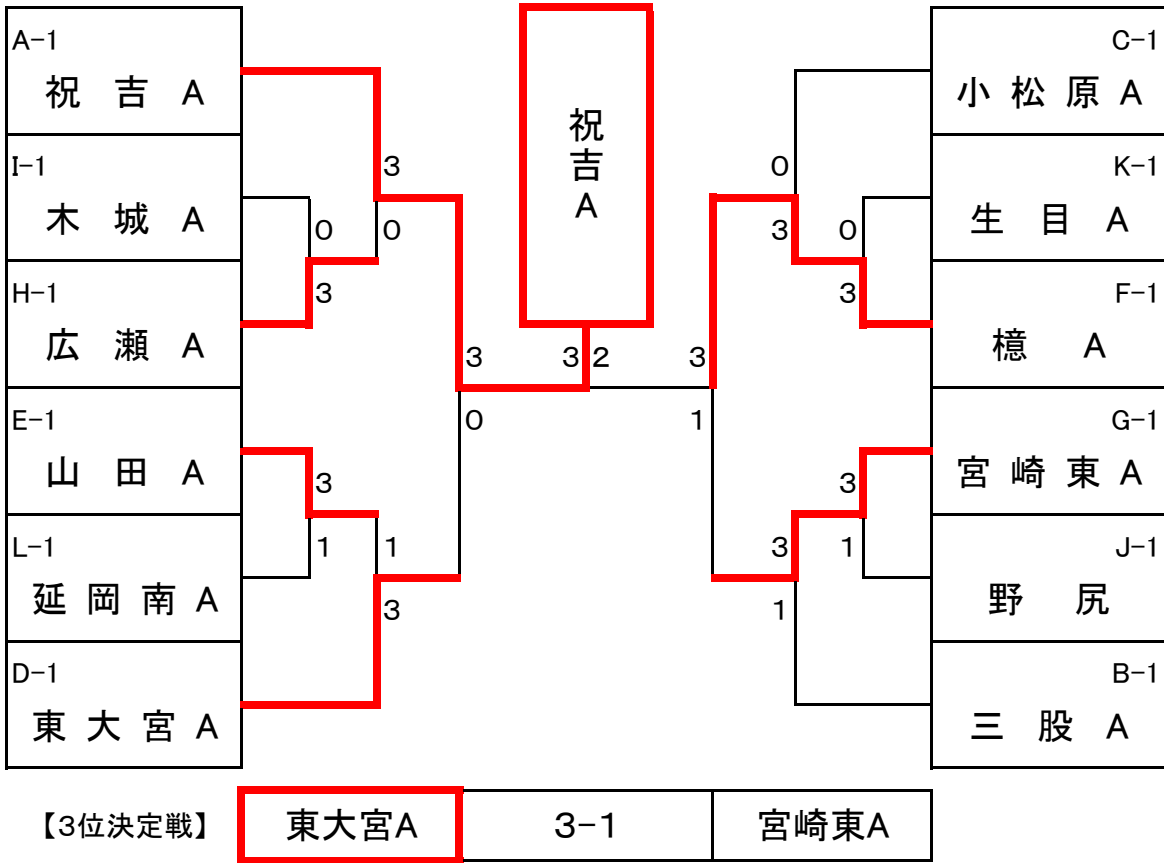 A-1
祝 吉 A
I-1
木 城 A
H-1
広 瀬 A
E-1
山 田 A
L-1
延 岡 南 A
D-1
東 大 宮 A
3
0
0
3
3
1
1
3
3
0
祝吉A
3 2
3
1
0
3
0
3
3
3
1
1
C-1
小 松 原 A
K-1
生 目 A
F-1
檍 A
G-1
宮 崎 東 A
J-1
野 尻
B-1
三 股 A
【3位決定戦】 東大宮A 3-1 宮崎東A